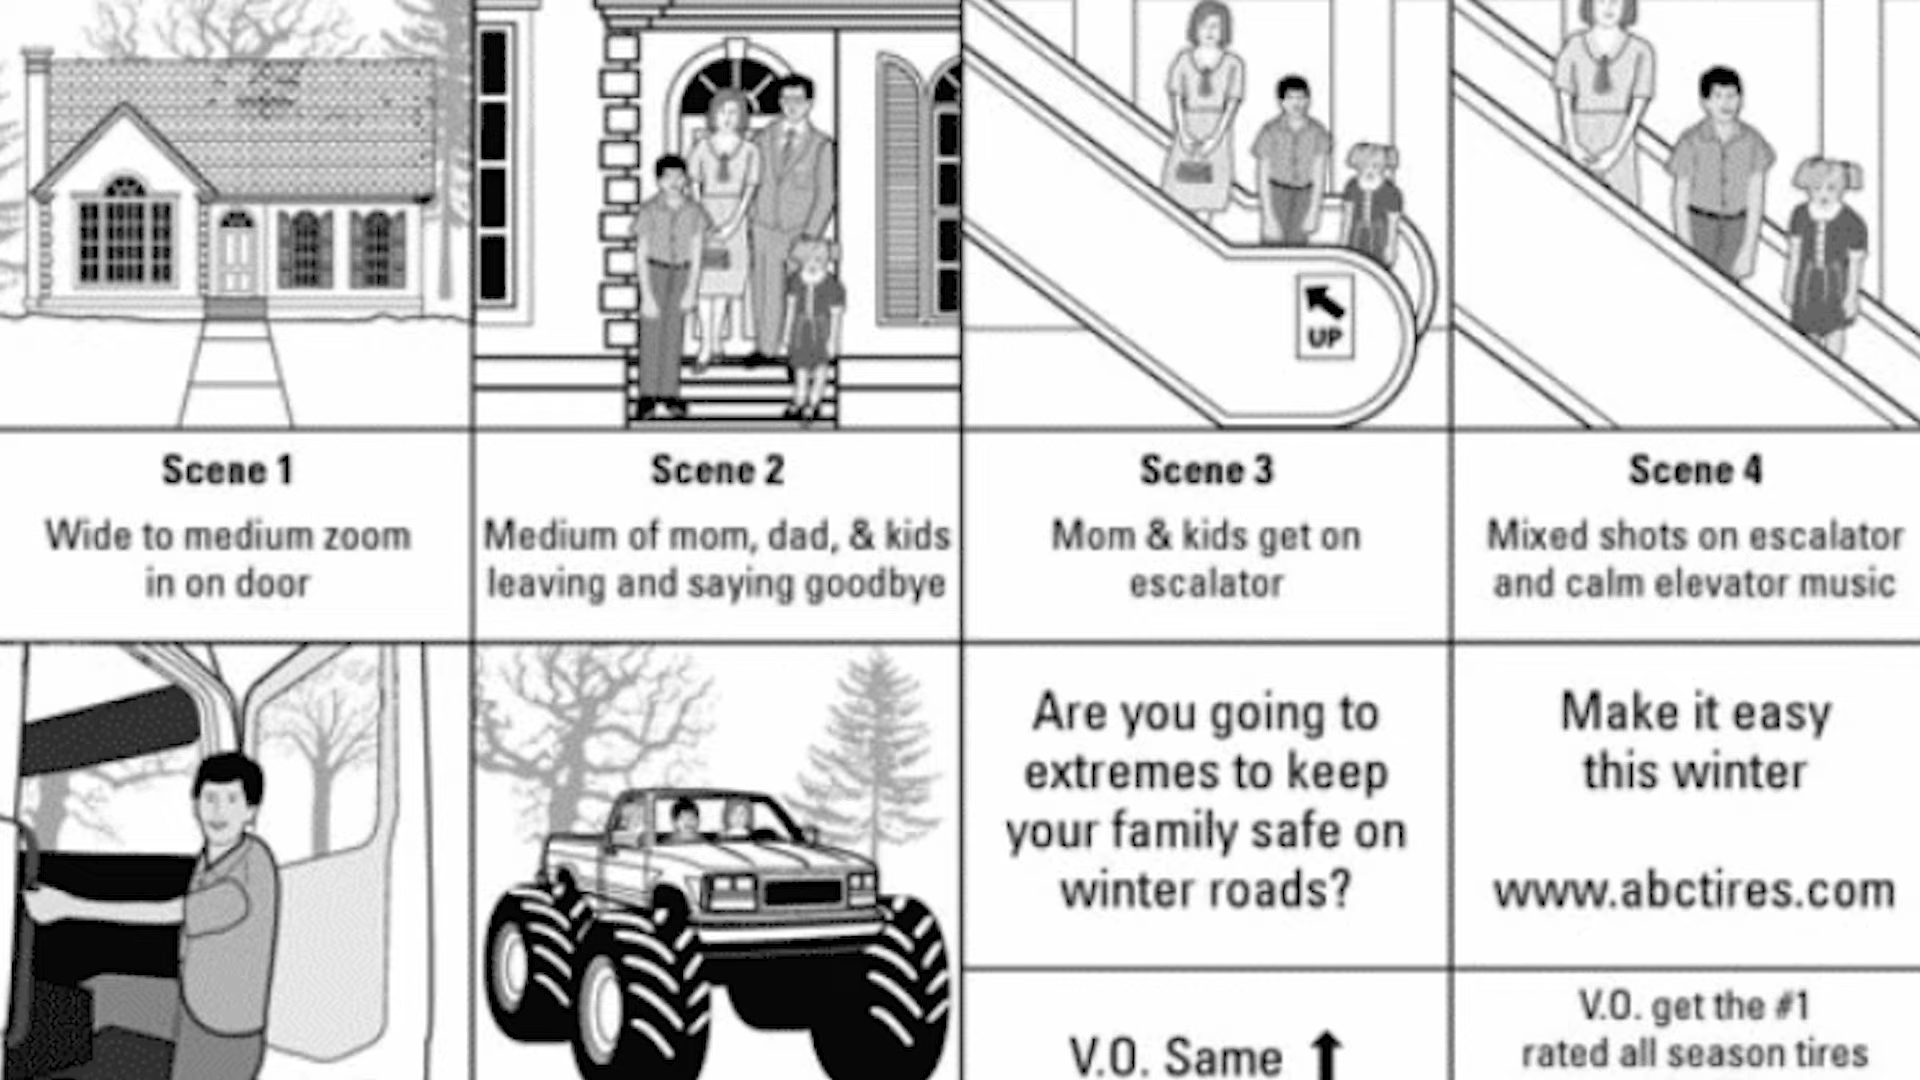 UP
Scene 1
Wide to medium zoom
in on door
Scene 2
Medium of mom, dad, & kids
leaving and saying goodbye
Scene 3
Mom & kids get on
escalator
Scene 4
Mixed shots on escalator
and calm elevator music
Are you going to
extremes to keep
your family safe on
winter roads?
V.O. Same
Make it easy
this winter
www.abctires.com
V.O. get the #1
rated all season tires